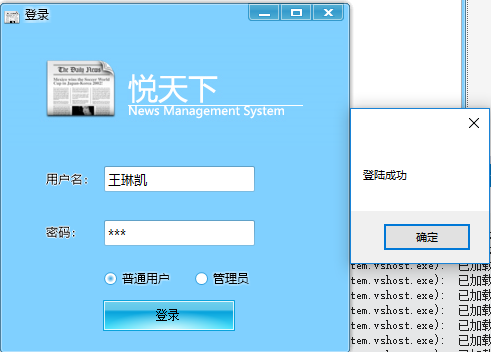 登录
The Daily News
悦天下
News Management System
用户名:
王琳凯
密码:
***
普通用户
管理员
登录
登陆成功
确定
tem.vshost.exe): 已加载
tem.vshost.exe): 已加载
tem.vshost.exe): 已加载
tem.vshost.exe): 已加载
tem.vshost.exe): 已加载
tem.vshost.exe): 已加载